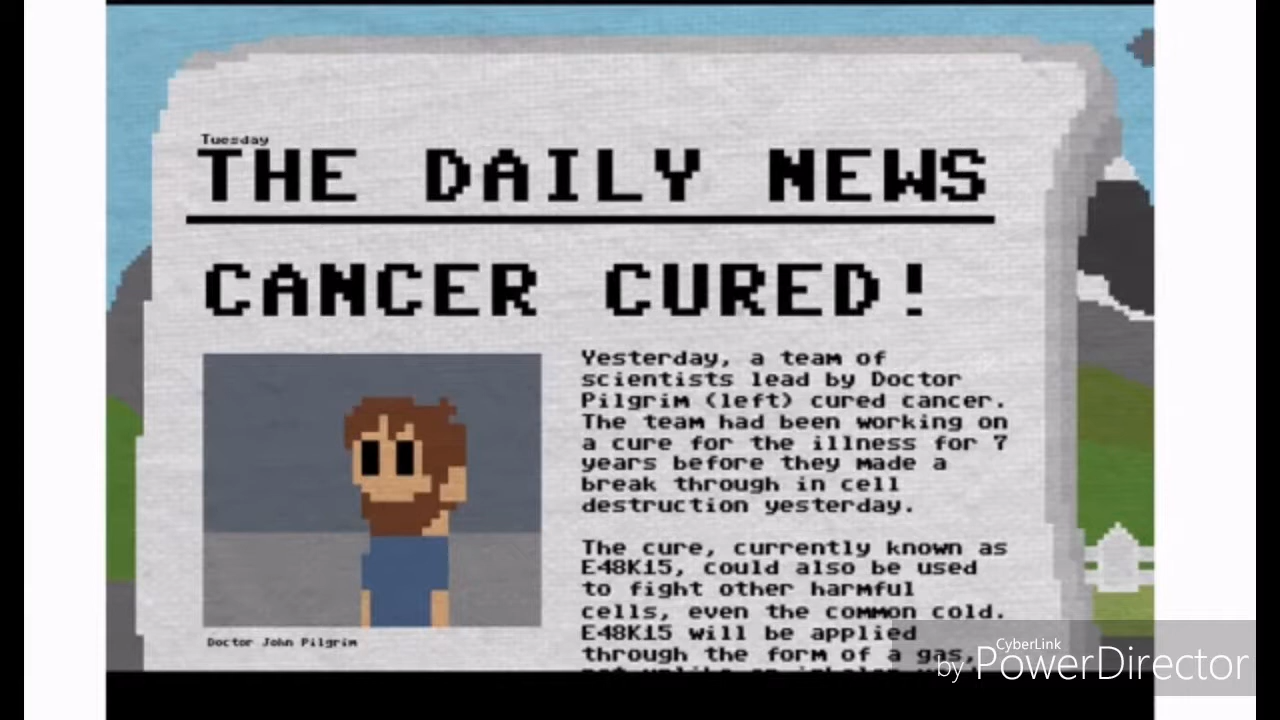 Tuesday
THE DAILY NEWS
CANCER CURED!
Yesterday, a team of
scientists lead by Doctor
Pilgrim (left) cured cancer.
The team had been working on
a cure for the illness for 7
years before they made a
break through in cell
destruction yesterday.
The cure, currently known as
E48K15, could also be used
to fight other harmful
cells, even the common cold.
E48K15 will be applied
through the form of a gas,
Doctor John Pilgrim
CyberLink
by PowerDirector